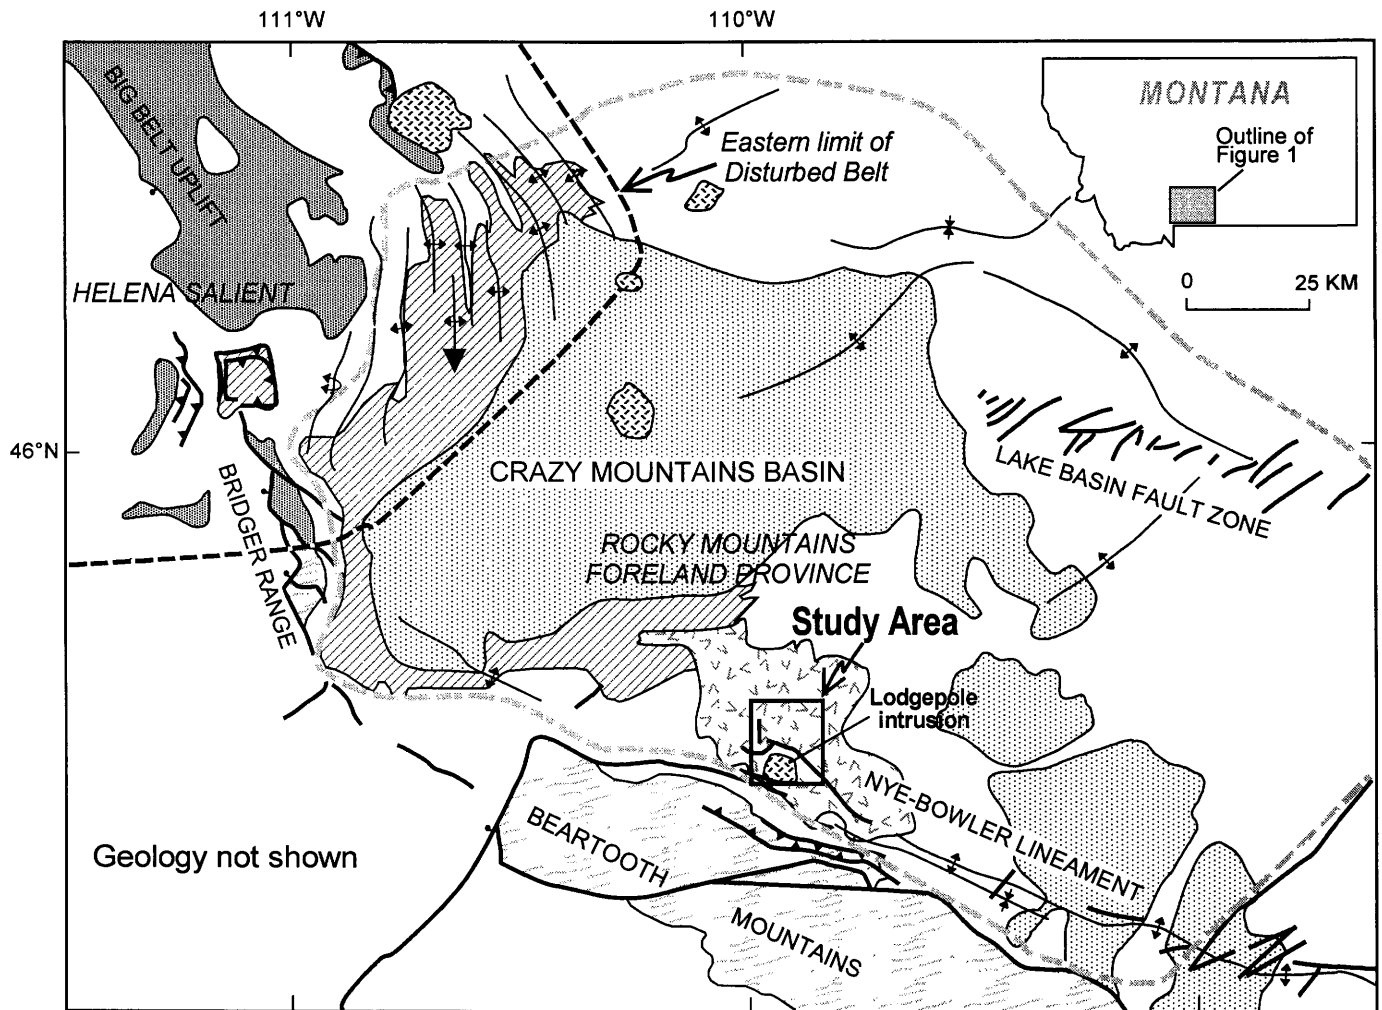 111°W
110°W
MONTANA
Outline of
Figure 1
0
25 KM
BIG BELT UPLIFT
Eastern limit of
Disturbed Belt
HELENA SALIENT
46°N
CRAZY MOUNTAINS BASIN
LAKE BASIN FAULT ZONE
BRIDGER RANGE
ROCKY MOUNTAINS
FORELAND PROVINCE
Study Area
Lodgepole
intrusion
NYE-BOWLER LINEAMENT
BEARTOOTH
MOUNTAINS
Geology not shown